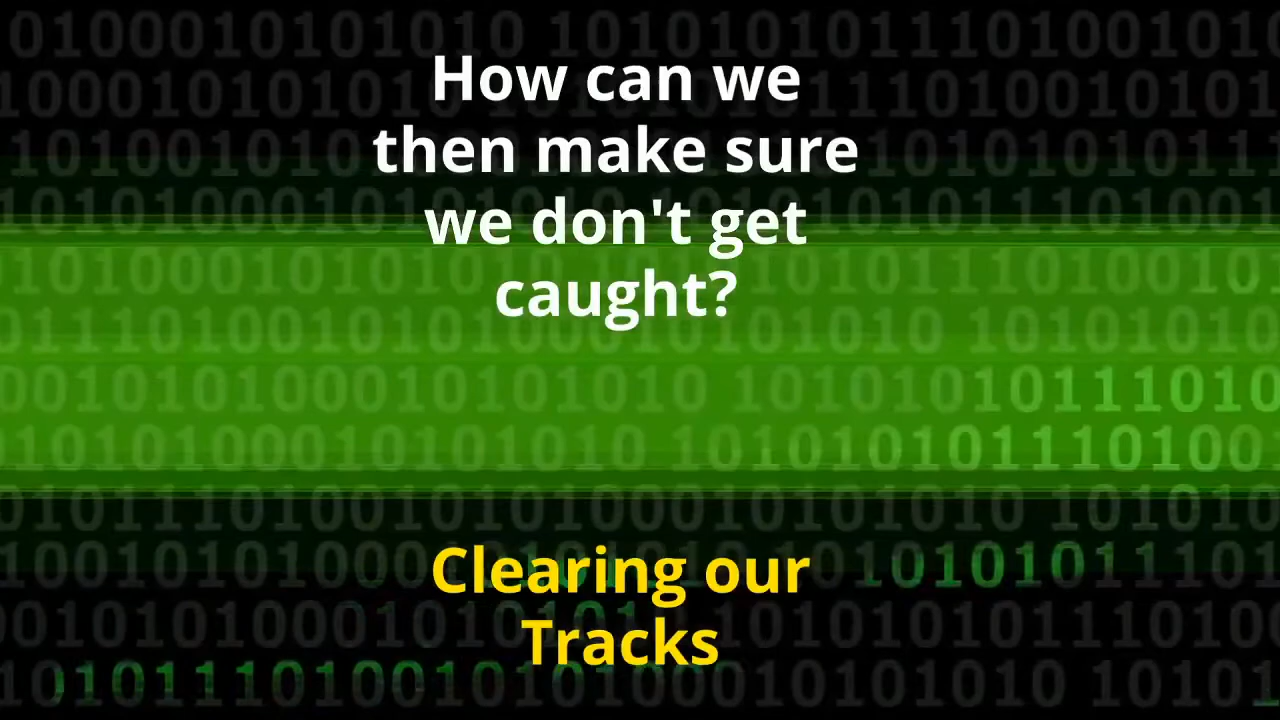 How can we
then make sure
we don't get
caught?
Clearing our
Tracks